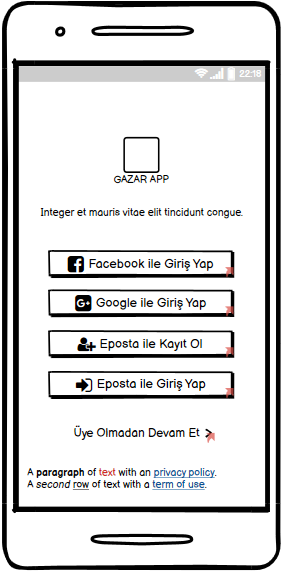 22:18
GAZAR APP
Integer et mauris vitae elit tincidunt congue.
Facebook ile Giriş Yap
Google ile Giriş Yap
Eposta ile Kayıt Ol
Eposta ile Giriş Yap
Üye Olmadan Devam Et
A paragraph of text with an privacy policy.
A second row of text with a term of use.